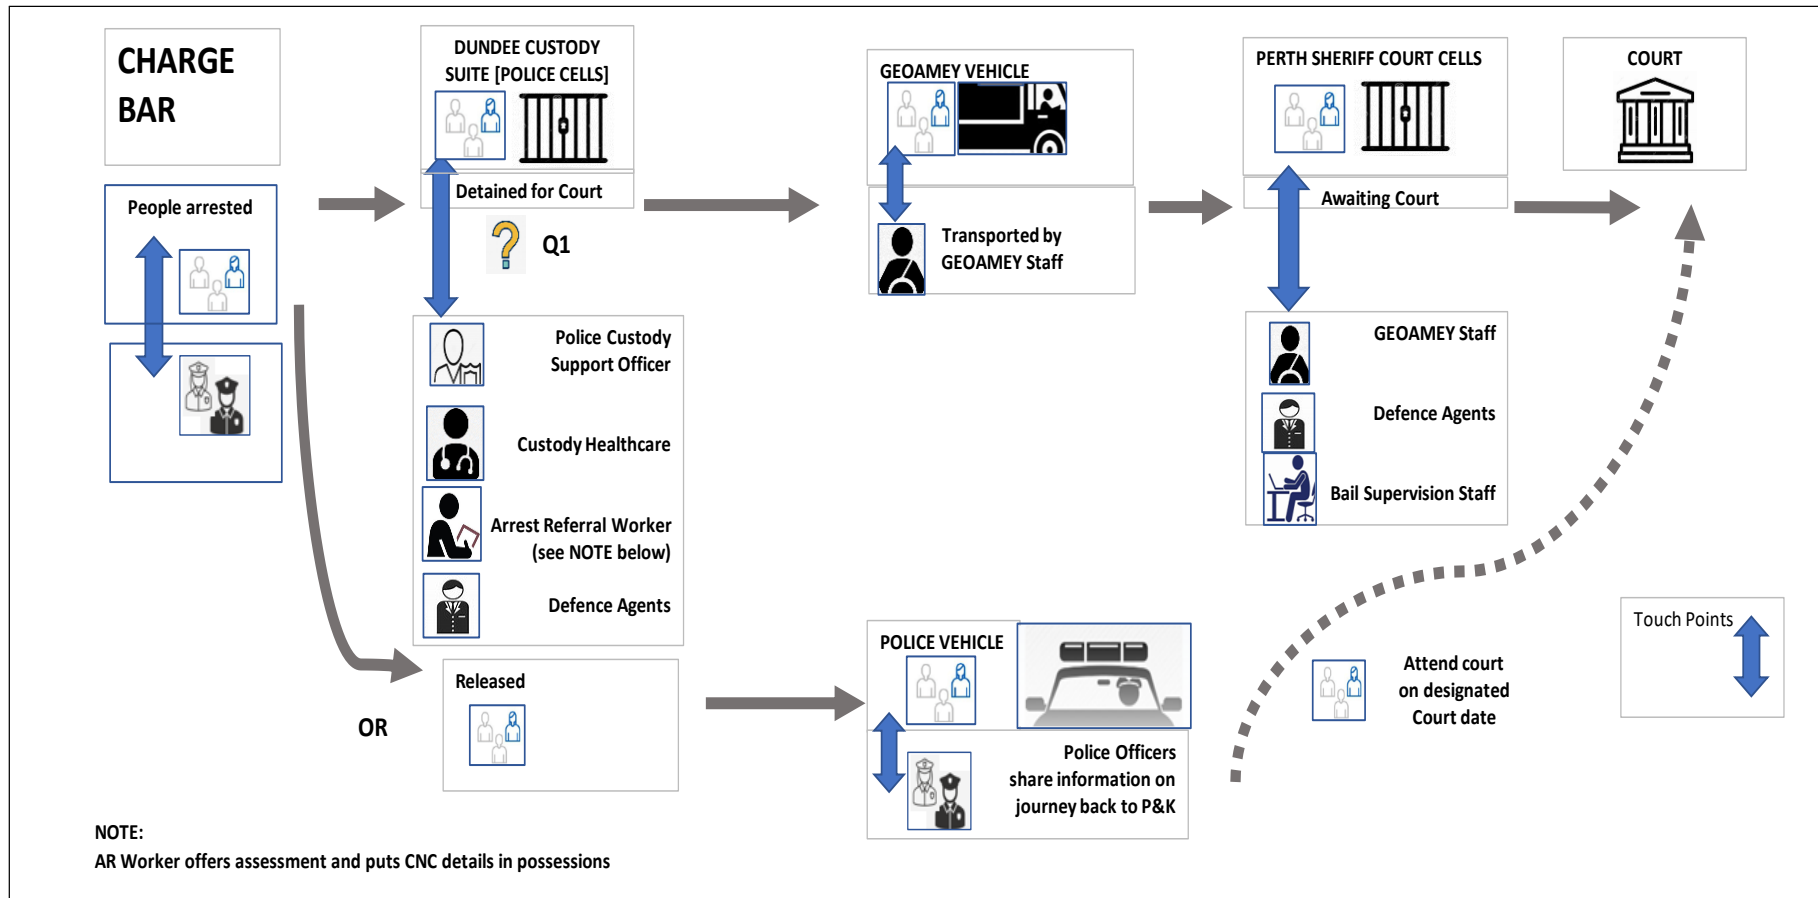 CHARGE
BAR
People arrested
DUNDEE CUSTODY
SUITE [POLICE CELLS]
Detained for Court
Q1
Police Custody
Support Officer
Custody Healthcare
Arrest Referral Worker
(see NOTE below)
Defence Agents
GEOAMEY VEHICLE
Transported by
GEOAMEY Staff
PERTH SHERIFF COURT CELLS
Awaiting Court
GEOAMEY Staff
Defence Agents
Bail Supervision Staff
COURT
OR
Released
POLICE VEHICLE
Police Officers
share information on
journey back to P&K
Attend court
on designated
Court date
Touch Points
NOTE:
AR Worker offers assessment and puts CNC details in possessions